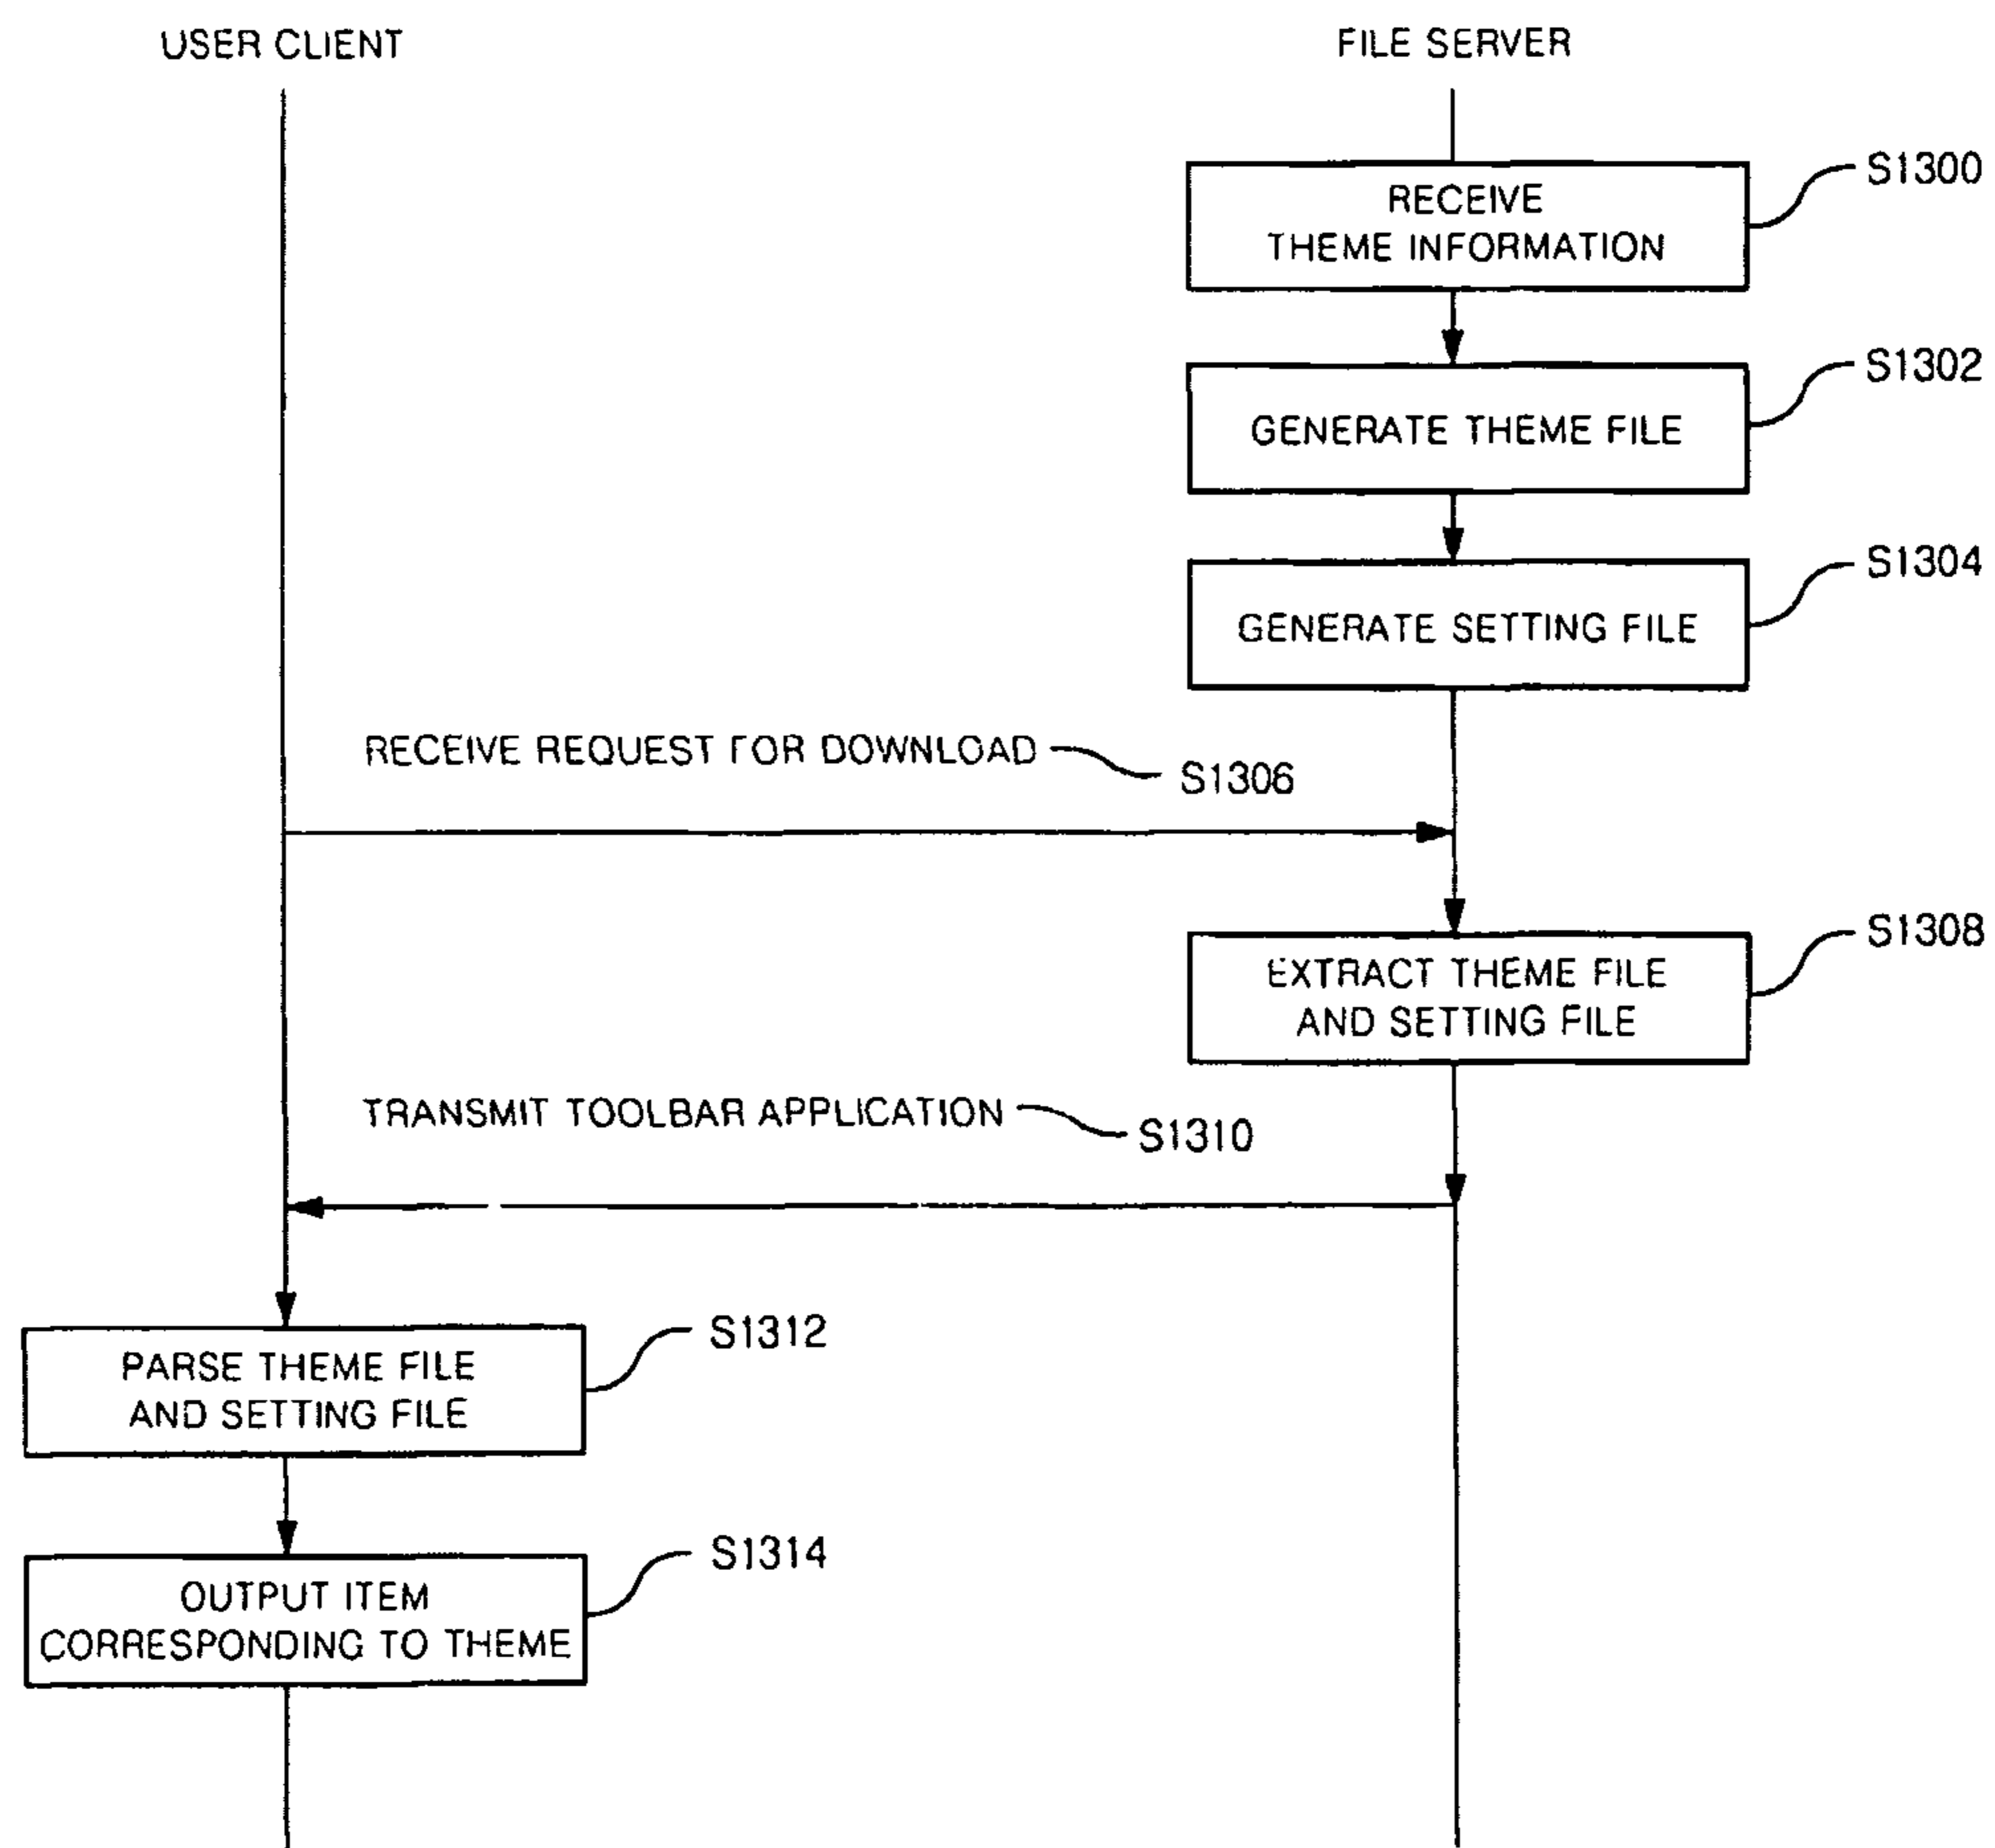 USER CLIENT
FILE SERVER
S1300
RECEIVE
THEME INFORMATION
S1302
GENERATE THEME FILE
S1304
GENERATE SETTING FILE
RECEIVE REQUEST FOR DOWNLOAD
S1306
S1308
EXTRACT THEME FILE
AND SETTING FILE
TRANSMIT TOOLBAR APPLICATION
S1310
S1312
PARSE THEME FILE
AND SETTING FILE
S1314
OUTPUT ITEM
CORRESPONDING TO THEME